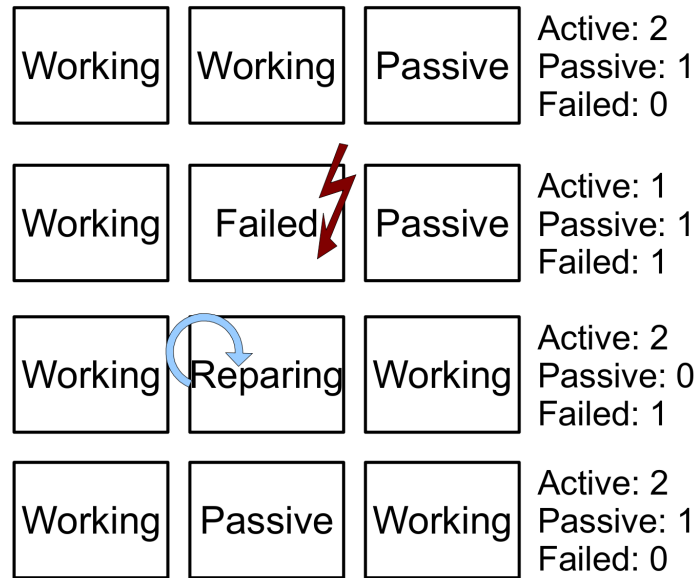 Working Working Passive
Active: 2
Passive: 1
Failed: 0
Working Failed Passive
Active: 1
Passive: 1
Failed: 1
Working Reparing Working
Active: 2
Passive: 0
Failed: 1
Working Passive Working
Active: 2
Passive: 1
Failed: 0